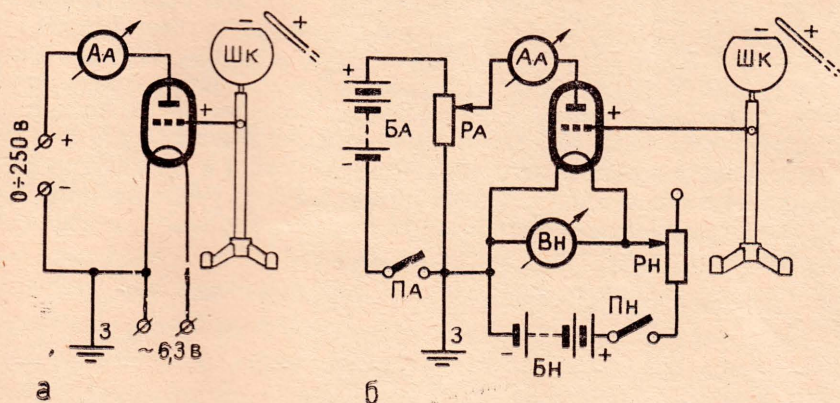 Аа
- +
Шк
+
+
-
0÷250 в
З
~6,3 в
а
+
-
Ба
Ра
Аа
+
- +
Шк
Вн
Рн
Па
З
Пн
- +
Бн
б